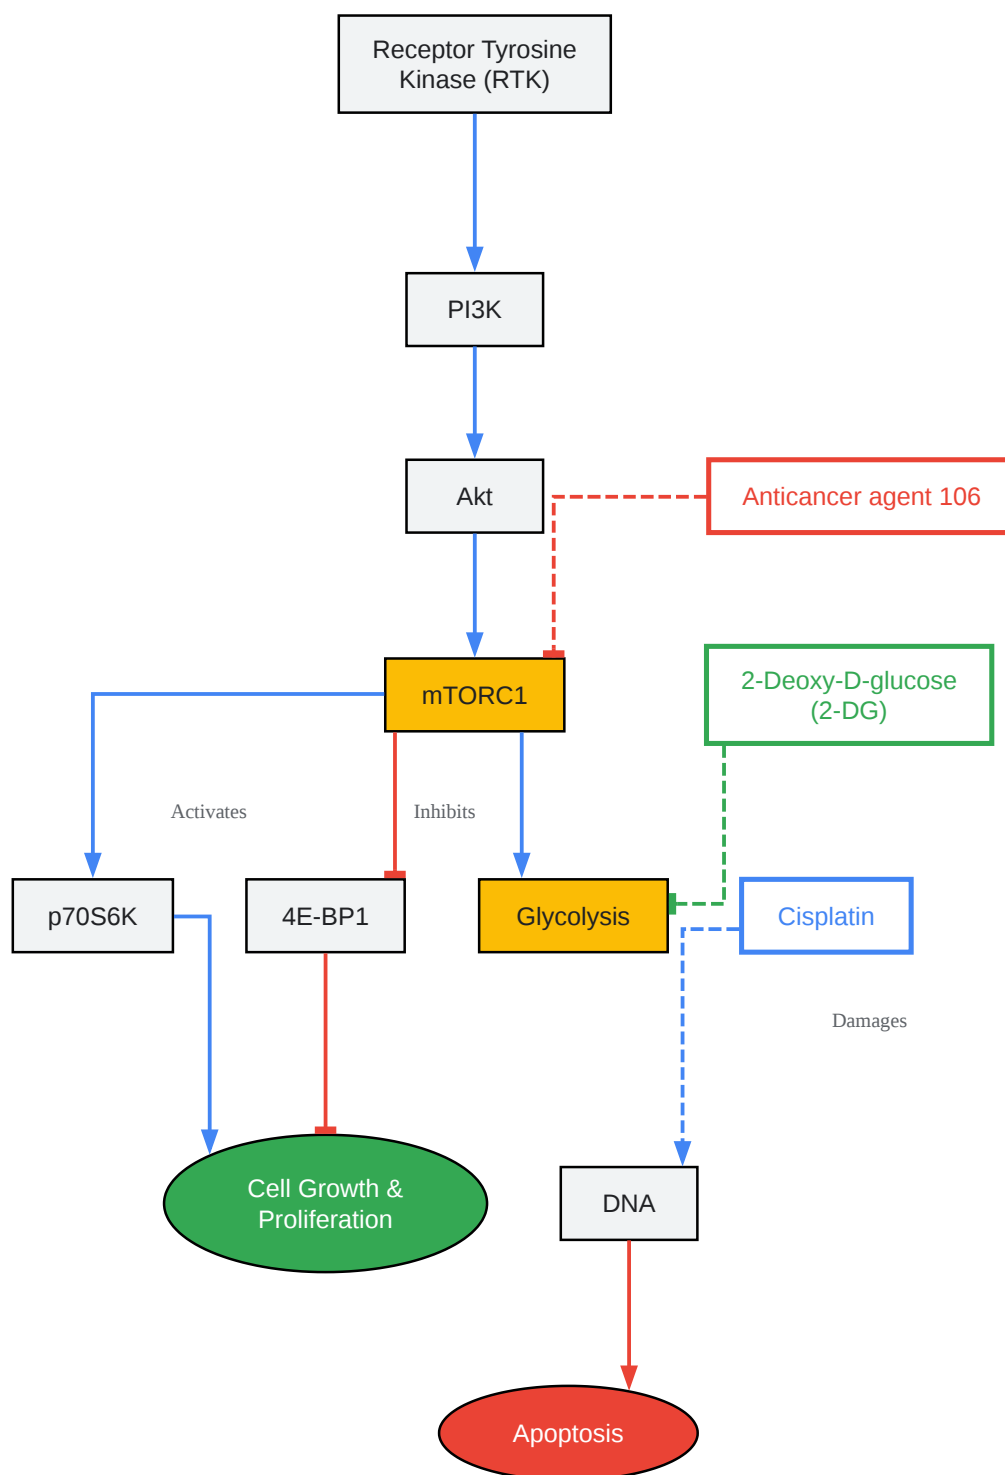 Receptor Tyrosine
Kinase (RTK)
PI3K
Akt
Anticancer agent 106
mTORC1
2-Deoxy-D-glucose
(2-DG)
Activates
Inhibits
p70S6K
4E-BP1
Glycolysis
Cisplatin
Damages
Cell Growth &
Proliferation
DNA
Apoptosis